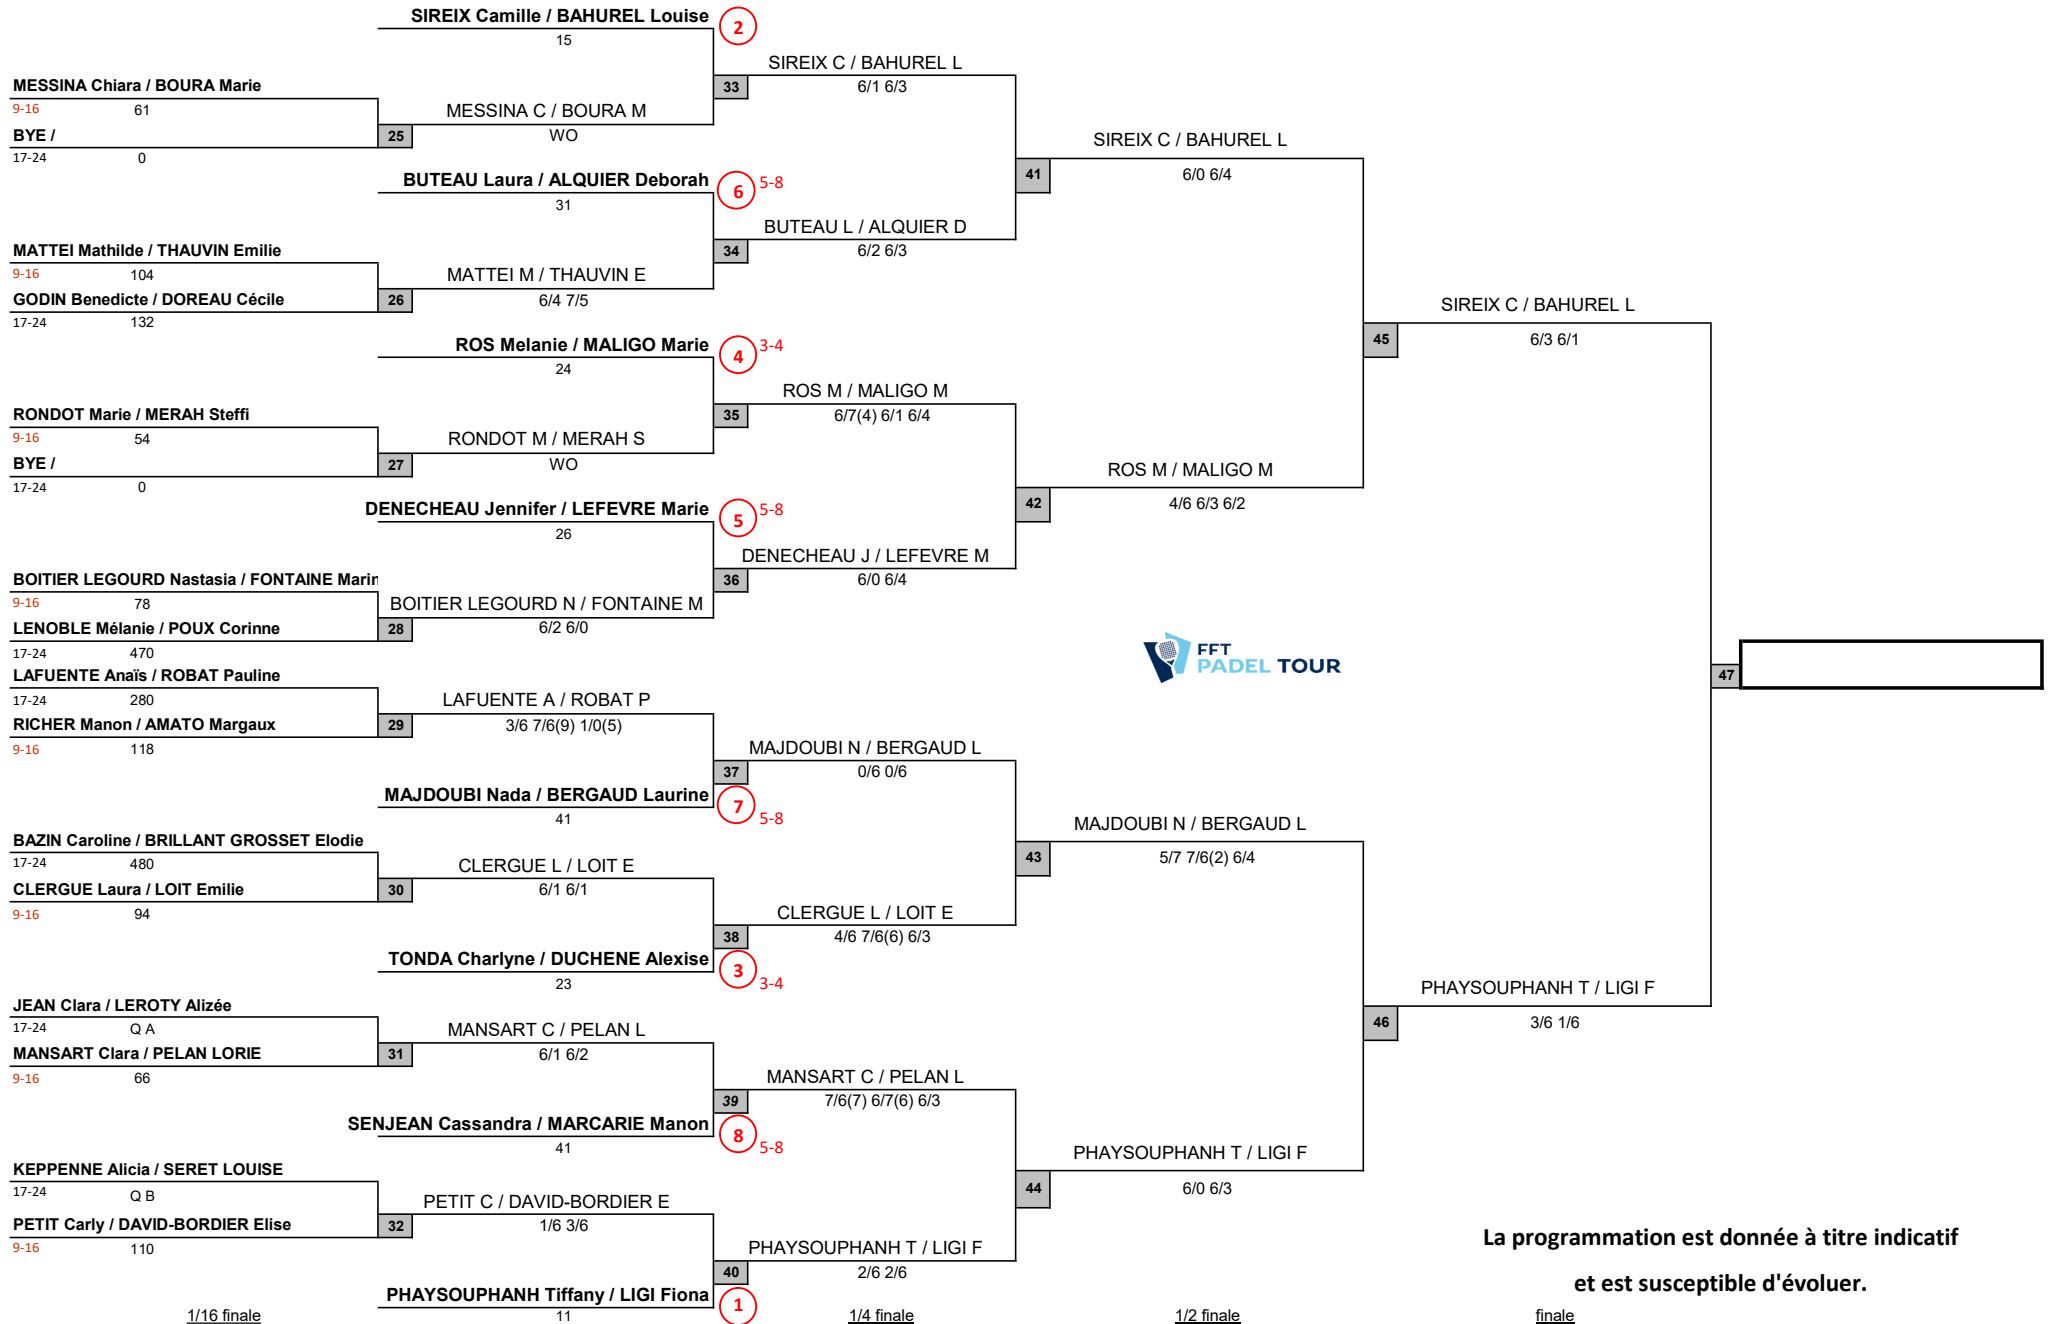 SIREIX Camille / BAHUREL Louise
2
15
SIREIX C / BAHUREL L
MESSINA Chiara / BOURA Marie
33
6/1 6/3
9-16 61
MESSINA C / BOURA M
BYE /
25
WO
17-24 0
SIREIX C / BAHUREL L
BUTEAU Laura / ALQUIER Deborah
6 5-8
41
6/0 6/4
31
BUTEAU L / ALQUIER D
MATTEI Mathilde / THAUVIN Emilie
34
6/2 6/3
9-16 104
MATTEI M / THAUVIN E
GODIN Benedicte / DOREAU Cécile
26
6/4 7/5
17-24 132
SIREIX C / BAHUREL L
ROS Melanie / MALIGO Marie
4 3-4
45
6/3 6/1
24
ROS M / MALIGO M
RONDOT Marie / MERAH Steffi
35
6/7(4) 6/1 6/4
9-16 54
RONDOT M / MERAH S
BYE /
27
WO
17-24 0
ROS M / MALIGO M
DENECHEAU Jennifer / LEFEVRE Marie
5 5-8
42
4/6 6/3 6/2
26
DENECHEAU J / LEFEVRE M
BOITIER LEGOURD Nastasia / FONTAINE Marin
36
6/0 6/4
9-16 78
BOITIER LEGOURD N / FONTAINE M
LENOBLE Mélanie / POUX Corinne
28
6/2 6/0
17-24 470
FFT
PADEL TOUR
47
LAFUENTE Anaïs / ROBAT Pauline
17-24 280
LAFUENTE A / ROBAT P
RICHER Manon / AMATO Margaux
29
3/6 7/6(9) 1/0(5)
9-16 118
MAJDOUBI N / BERGAUD L
37
0/6 0/6
MAJDOUBI Nada / BERGAUD Laurine
7 5-8
41
MAJDOUBI N / BERGAUD L
BAZIN Caroline / BRILLANT GROSSET Elodie
43
5/7 7/6(2) 6/4
17-24 480
CLERGUE L / LOIT E
CLERGUE Laura / LOIT Emilie
30
6/1 6/1
9-16 94
CLERGUE L / LOIT E
38
4/6 7/6(6) 6/3
TONDA Charlyne / DUCHENE Alexise
3 3-4
23
PHAYSOUPHANH T / LIGI F
JEAN Clara / LEROTY Alizée
46
3/6 1/6
17-24 Q A
MANSART C / PELAN L
MANSART Clara / PELAN LORIE
31
6/1 6/2
9-16 66
MANSART C / PELAN L
39
7/6(7) 6/7(6) 6/3
SENJEAN Cassandra / MARCARIE Manon
8 5-8
41
PHAYSOUPHANH T / LIGI F
KEPPENNE Alicia / SERET LOUISE
44
6/0 6/3
17-24 Q B
PETIT C / DAVID-BORDIER E
PETIT Carly / DAVID-BORDIER Elise
32
1/6 3/6
9-16 110
PHAYSOUPHANH T / LIGI F
40
2/6 2/6
PHAYSOUPHANH Tiffany / LIGI Fiona
1
11
La programmation est donnée à titre indicatif
et est susceptible d'évoluer.
1/16 finale
1/4 finale
1/2 finale
finale